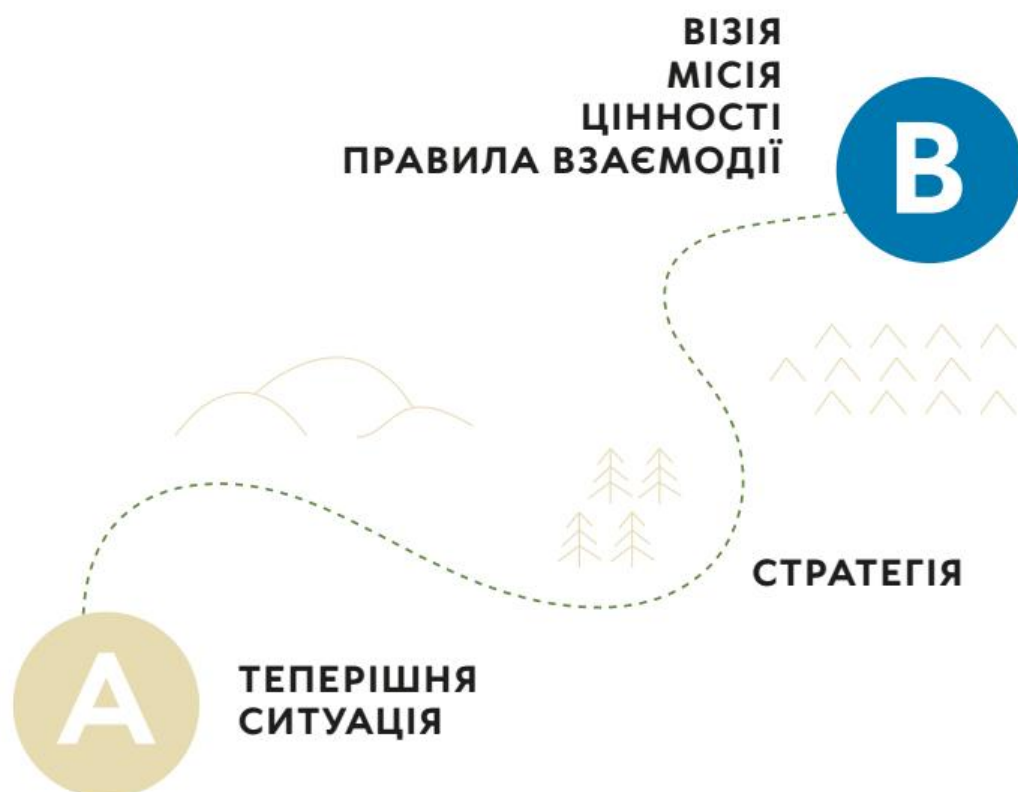 ВІЗІЯ
МІСІЯ
ЦІННОСТІ
ПРАВИЛА ВЗАЄМОДІЇ
B
СТРАТЕГІЯ
A
ТЕПЕРІШНЯ
СИТУАЦІЯ